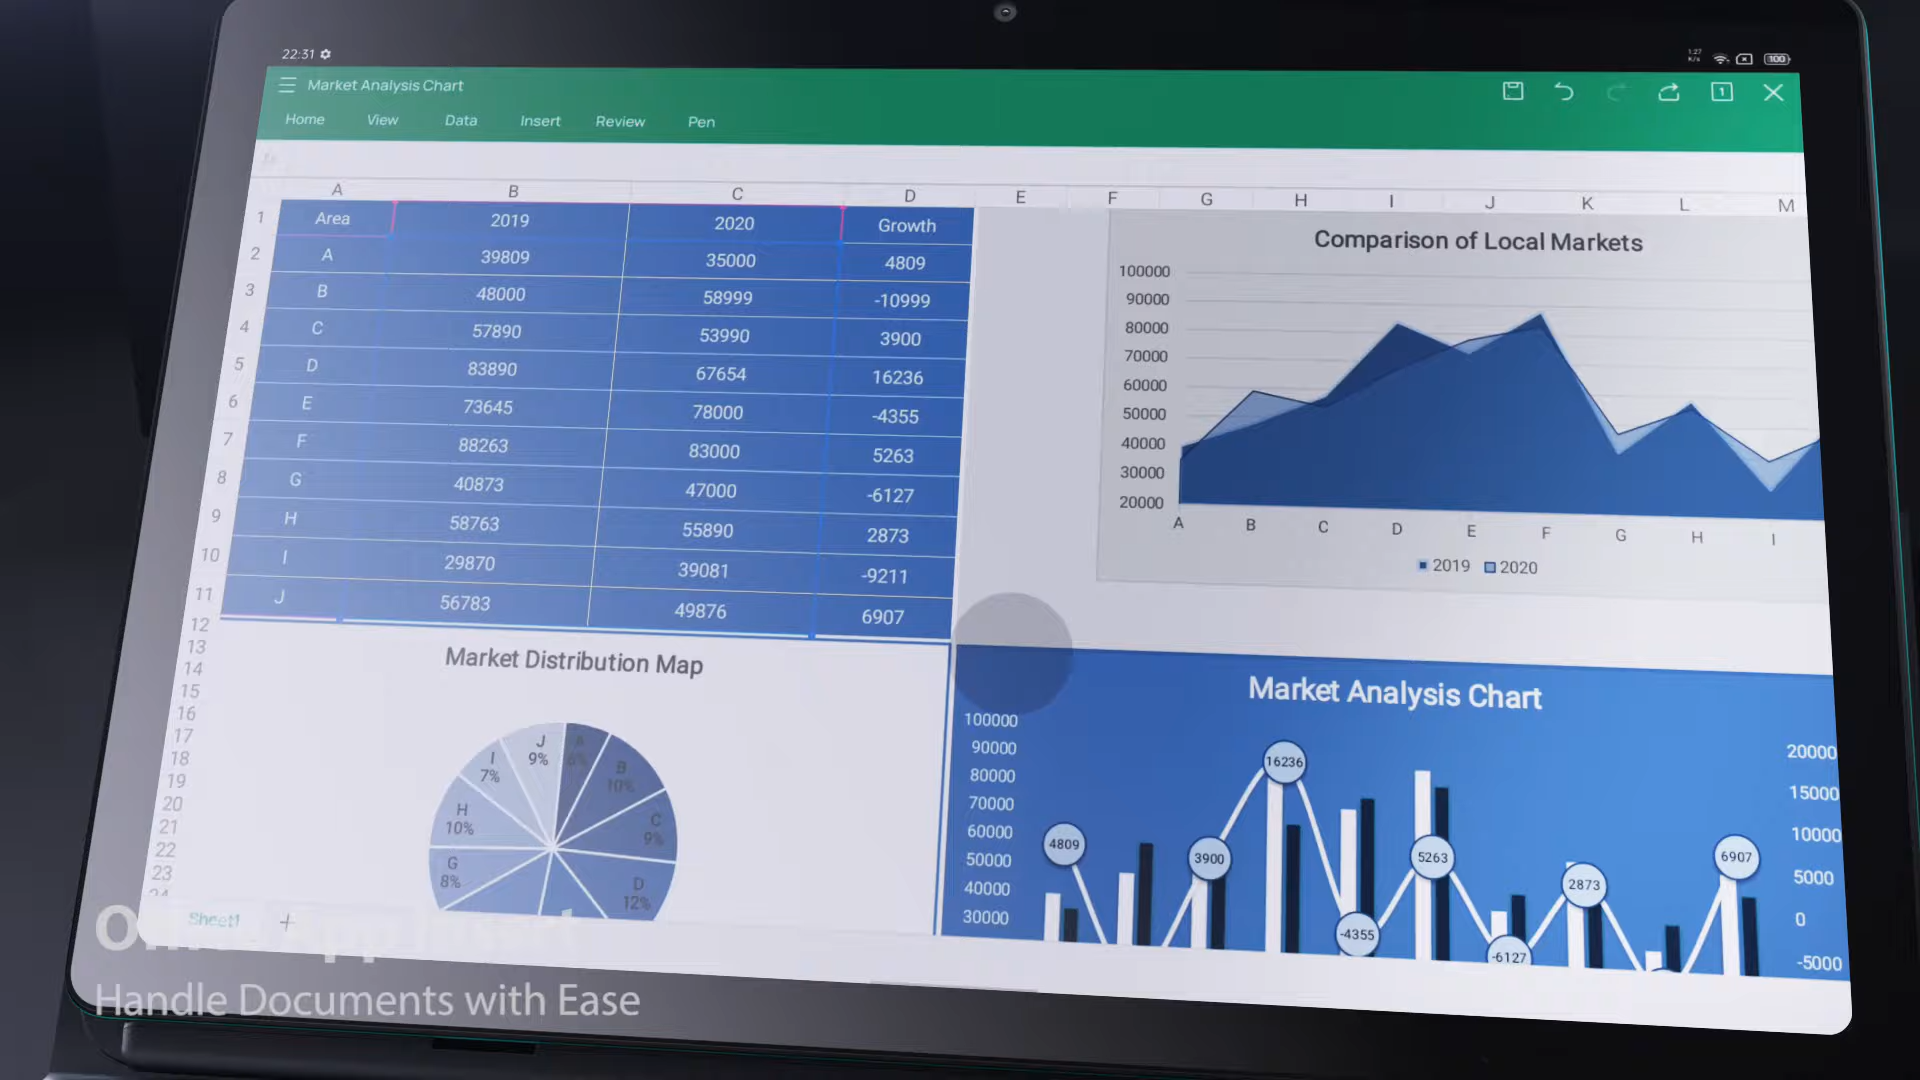 22:31
1.27
K/s
100
Market Analysis Chart
1
Home View Data Insert Review Pen
A B C D E F G H I J K L M
1 Area 2019 2020 Growth
2 A 39809 35000 4809
3 B 48000 58999 -10999
4 C 57890 53990 3900
5 D 83890 67654 16236
6 E 73645 78000 -4355
7 F 88263 83000 5263
8 G 40873 47000 -6127
9 H 58763 55890 2873
10 I 29870 39081 -9211
11 J 56783 49876 6907
12
13
14
15
16
17
18
19
20
21
22
23
24
Comparison of Local Markets
100000
90000
80000
70000
60000
50000
40000
30000
20000
A B C D E F G H I
2019 2020
Market Distribution Map
J
9%
A
B
10%
I
7%
C
9%
H
10%
G
8%
D
12%
Market Analysis Chart
100000
90000
80000
70000
60000
50000
40000
30000
20000
15000
10000
5000
0
-5000
16236
4809
3900
5263
6907
2873
-4355
-6127
Sheet1
Handle Documents with Ease